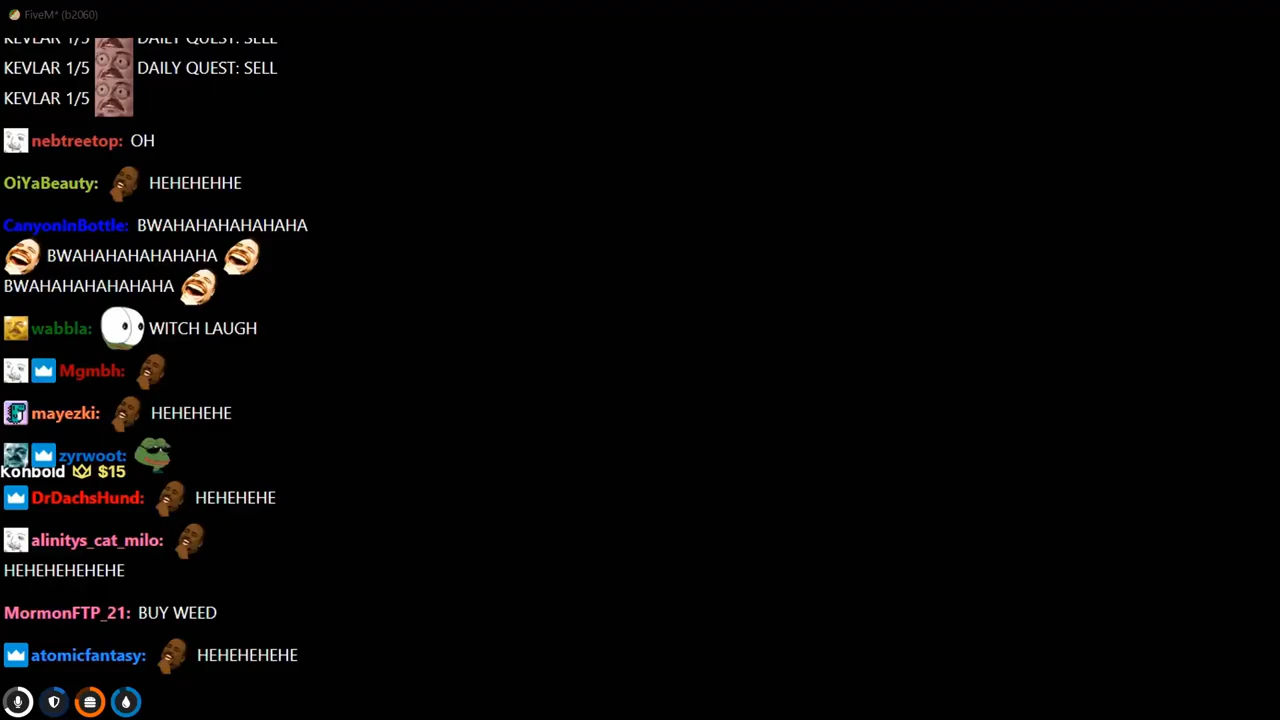 FiveM* (b2060)
KEVLAR 1/5 DAILY QUEST: SELL
KEVLAR 1/5 DAILY QUEST: SELL
KEVLAR 1/5
nebtreetop: OH
OiYaBeauty: HEHEHEHHE
CanyonInBottle: BWAHAHAHAHAHAHA
BWAHAHAHAHAHAHA
BWAHAHAHAHAHAHA
wabbla: WITCH LAUGH
Mgmbh:
mayezki: HEHEHEHE
zyrwoot:
Konbold $15
DrDachsHund: HEHEHEHE
alinitys_cat_milo:
HEHEHEHEHEHE
MormonFTP_21: BUY WEED
atomicfantasy: HEHEHEHEHE